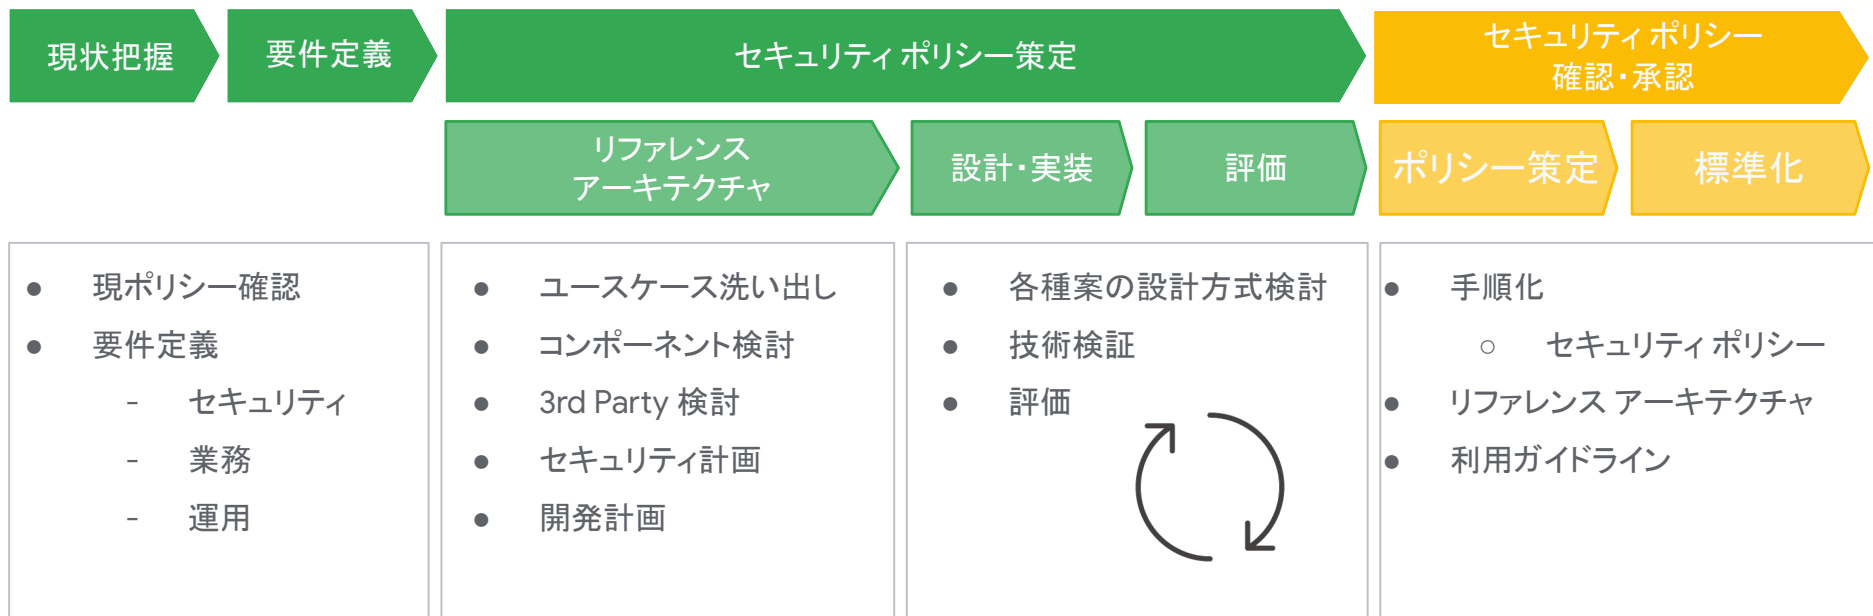 現状把握
要件定義
セキュリティ ポリシー策定
セキュリティ ポリシー
確認・承認
リファレンス
アーキテクチャ
設計・実装
評価
ポリシー策定
標準化
● 現ポリシー確認
● 要件定義
- セキュリティ
- 業務
- 運用
● ユースケース洗い出し
● コンポーネント検討
● 3rd Party 検討
● セキュリティ計画
● 開発計画
● 各種案の設計方式検討
● 技術検証
● 評価
● 手順化
○ セキュリティ ポリシー
● リファレンス アーキテクチャ
● 利用ガイドライン